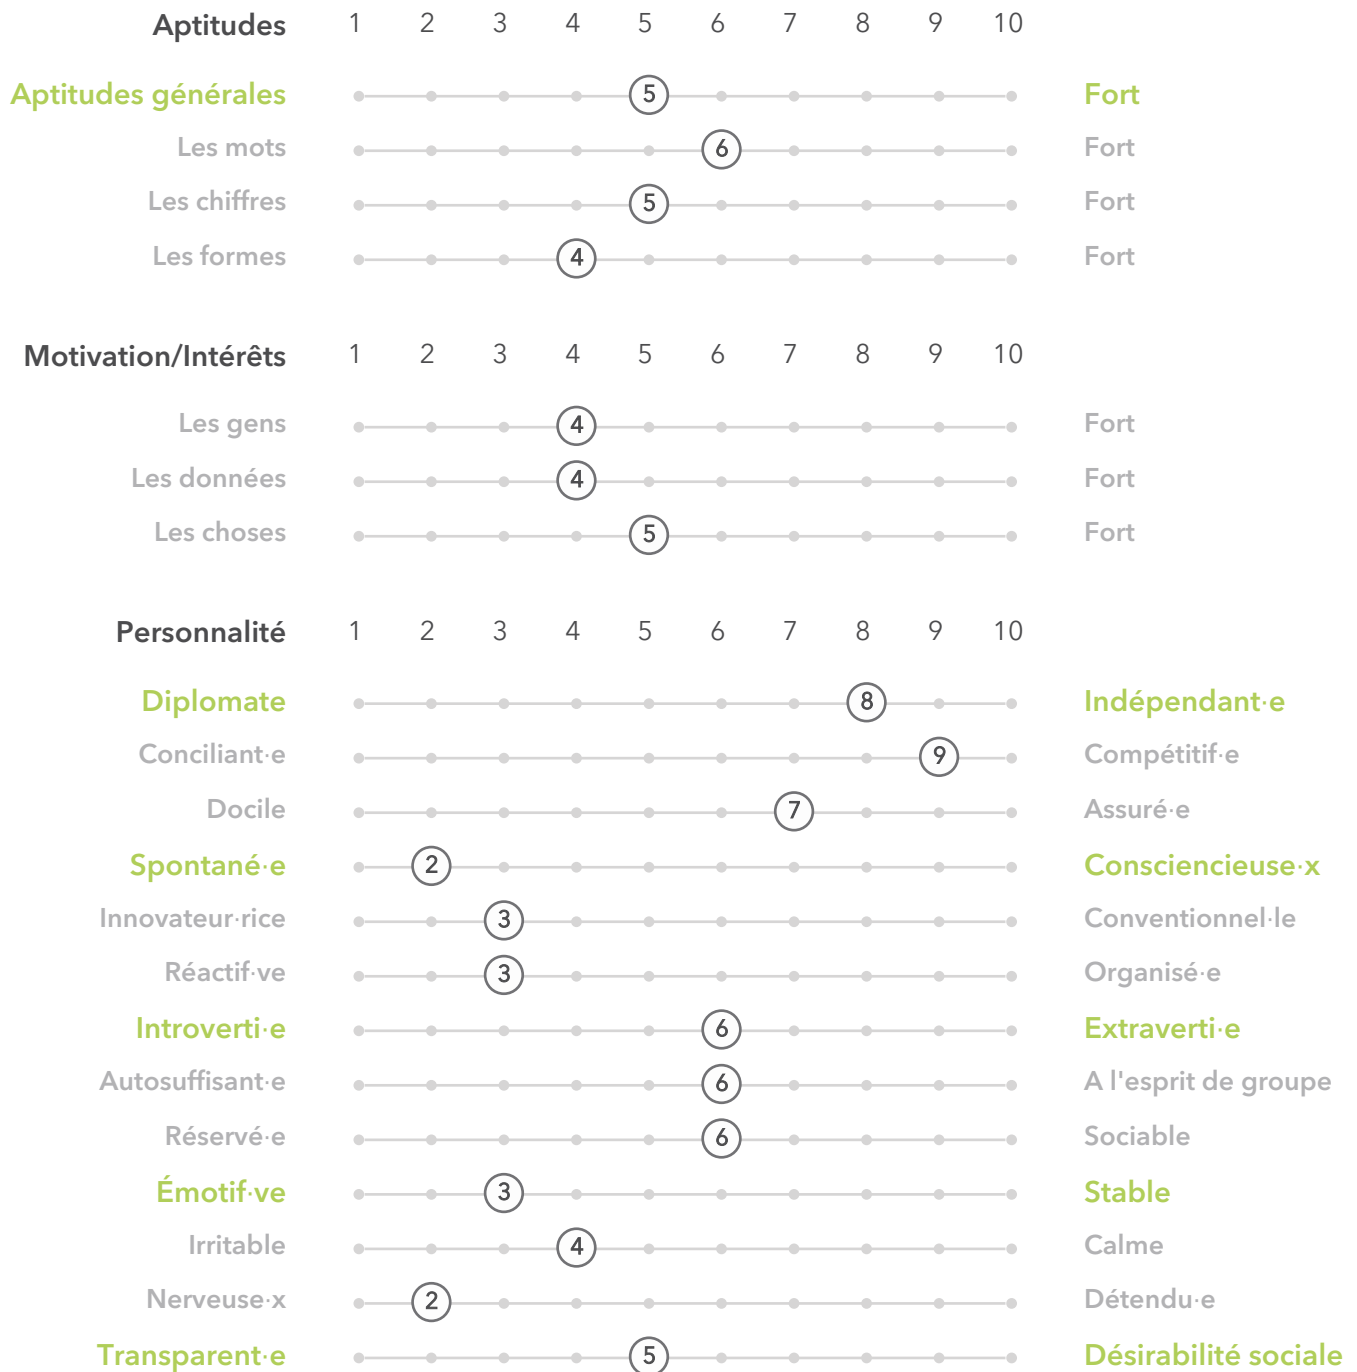 Aptitudes 1 2 3 4 5 6 7 8 9 10
Aptitudes générales 5 Fort
Les mots 6 Fort
Les chiffres 5 Fort
Les formes 4 Fort
Motivation/Intérêts 1 2 3 4 5 6 7 8 9 10
Les gens 4 Fort
Les données 4 Fort
Les choses 5 Fort
Personnalité 1 2 3 4 5 6 7 8 9 10
Diplomate 8 Indépendant·e
Conciliant·e 9 Compétitif·e
Docile 7 Assuré·e
Spontané·e 2 Consciencieuse·x
Innovateur·rice 3 Conventionnel·le
Réactif·ve 3 Organisé·e
Introverti·e 6 Extraverti·e
Autosuffisant·e 6 A l'esprit de groupe
Réservé·e 6 Sociable
Émotif·ve 3 Stable
Irritable 4 Calme
Nerveuse·x 2 Détendu·e
Transparent·e 5 Désirabilité sociale